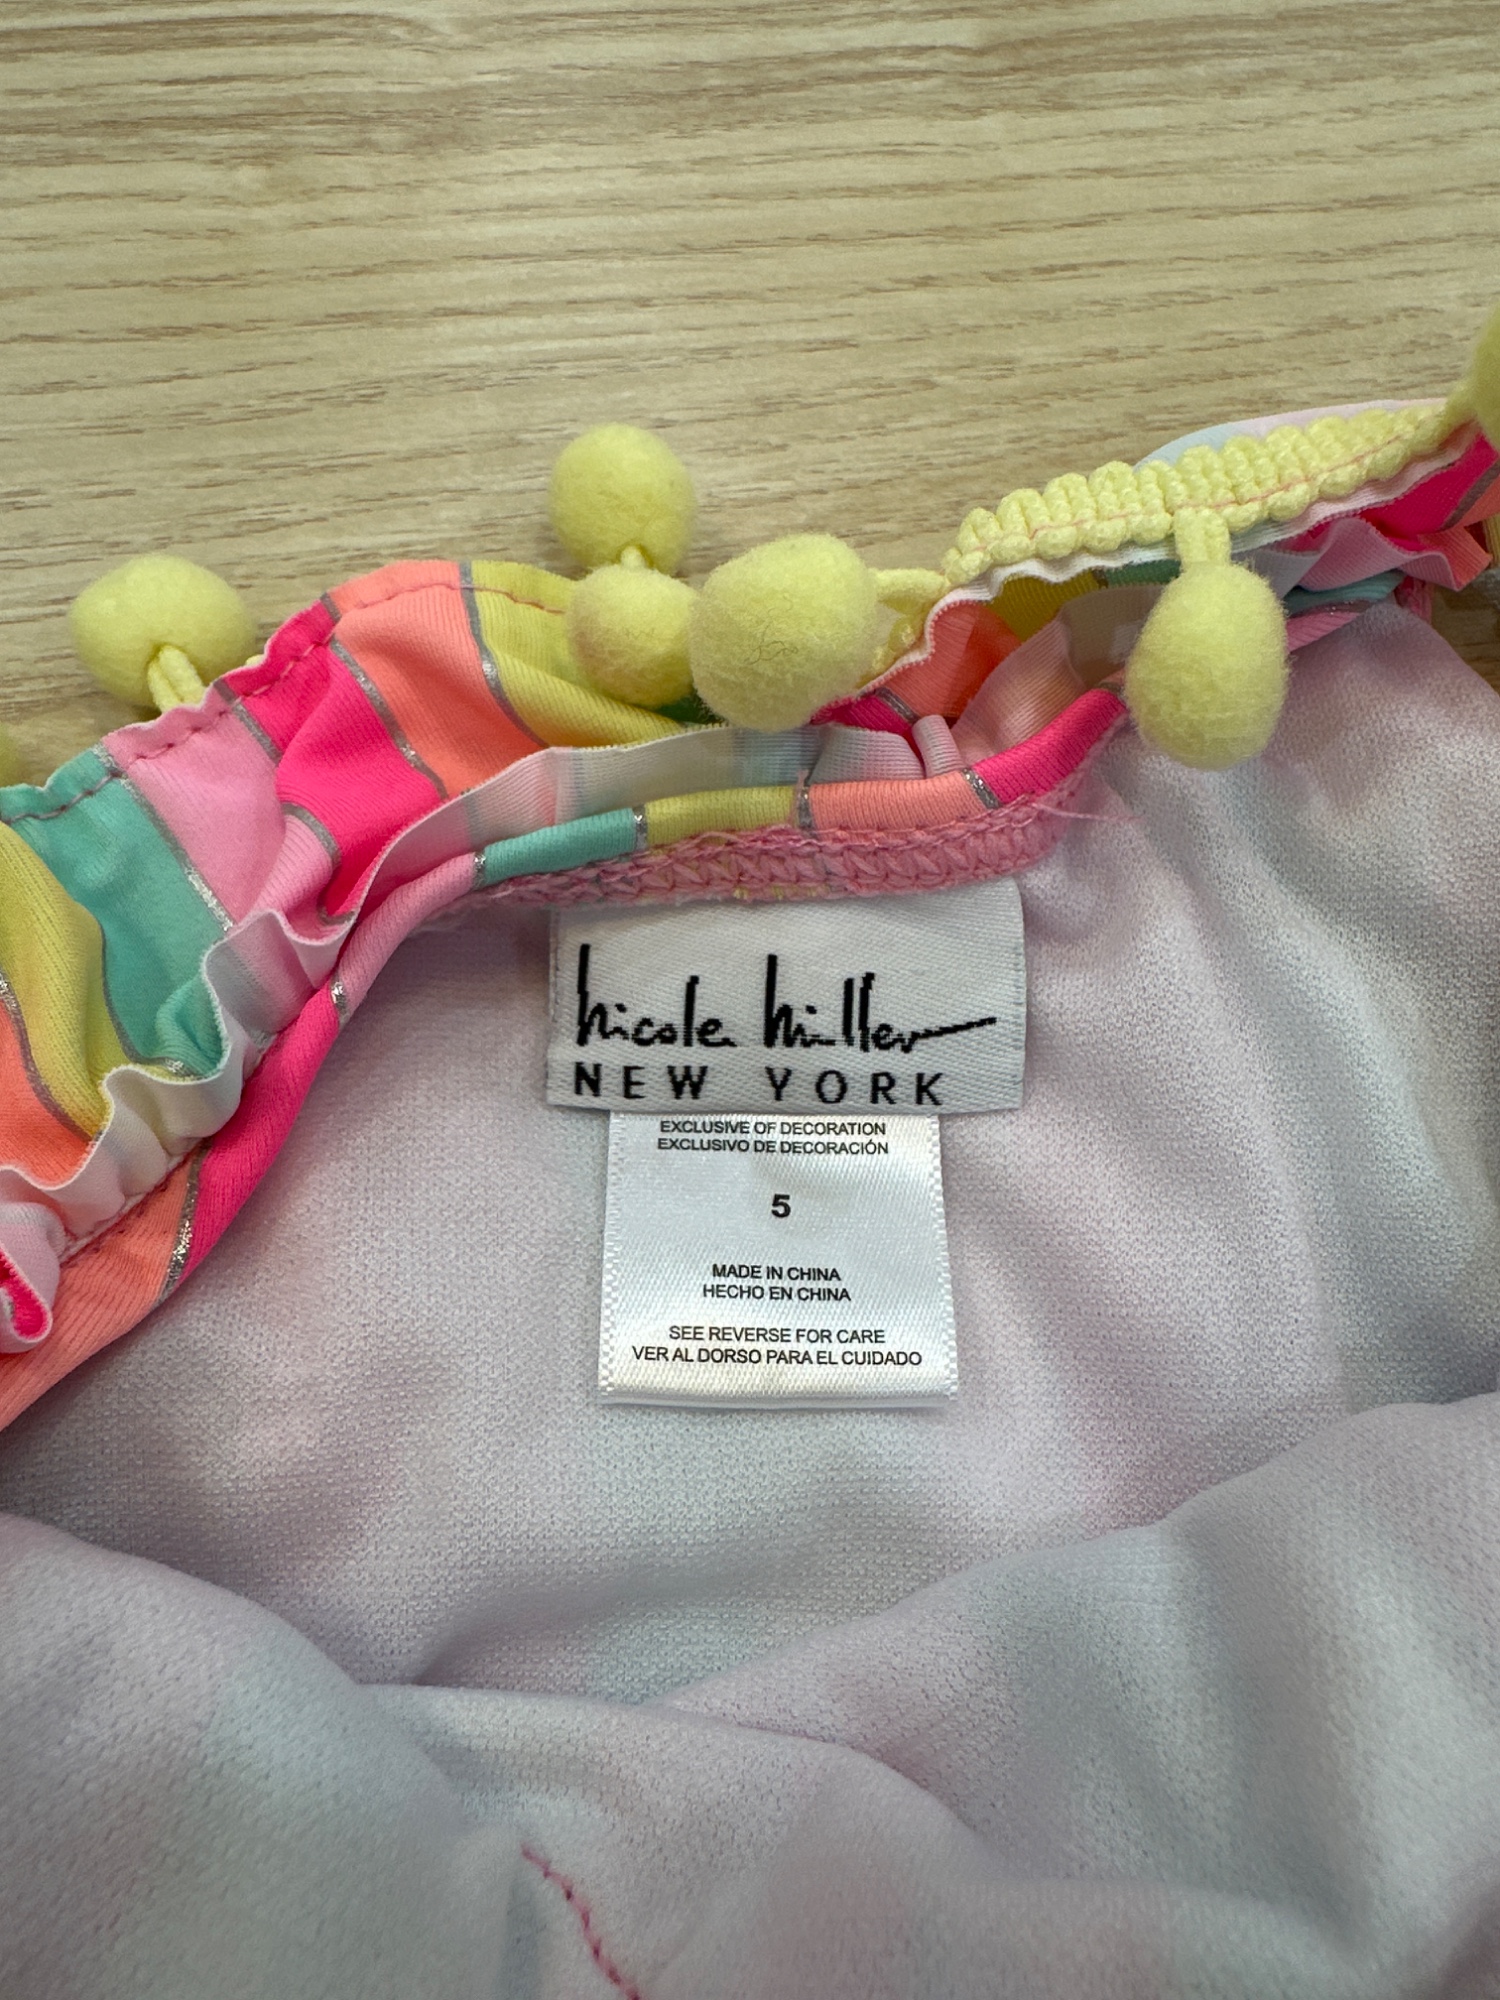 nicole miller
NEW YORK
EXCLUSIVE OF DECORATION
EXCLUSIVO DE DECORACIÓN
5
MADE IN CHINA
HECHO EN CHINA
SEE REVERSE FOR CARE
VER AL DORSO PARA EL CUIDADO